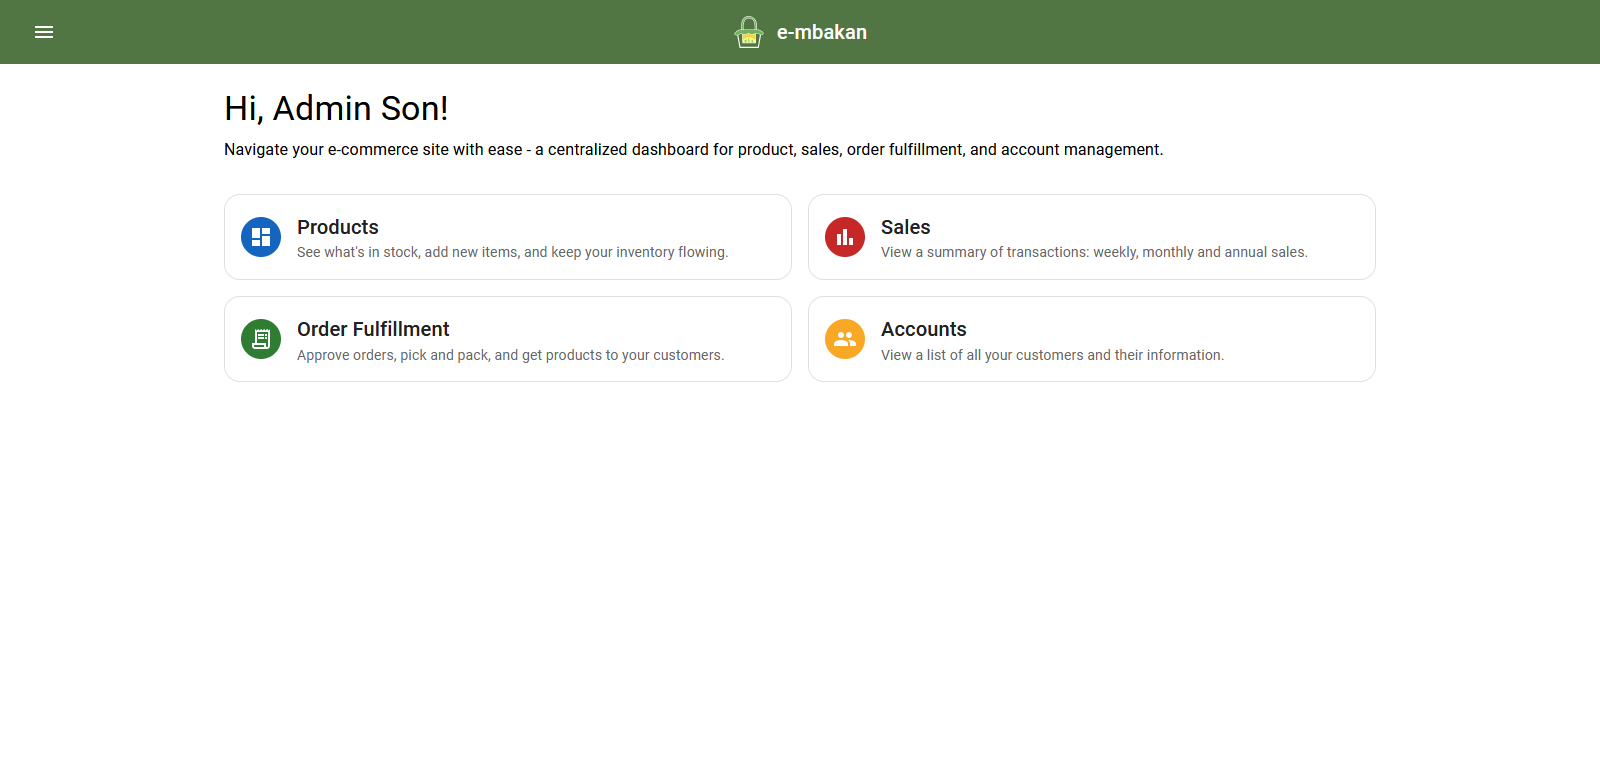 e-mbakan
Hi, Admin Son!
Navigate your e-commerce site with ease - a centralized dashboard for product, sales, order fulfillment, and account management.
Products
See what's in stock, add new items, and keep your inventory flowing.
Sales
View a summary of transactions: weekly, monthly and annual sales.
Order Fulfillment
Approve orders, pick and pack, and get products to your customers.
Accounts
View a list of all your customers and their information.